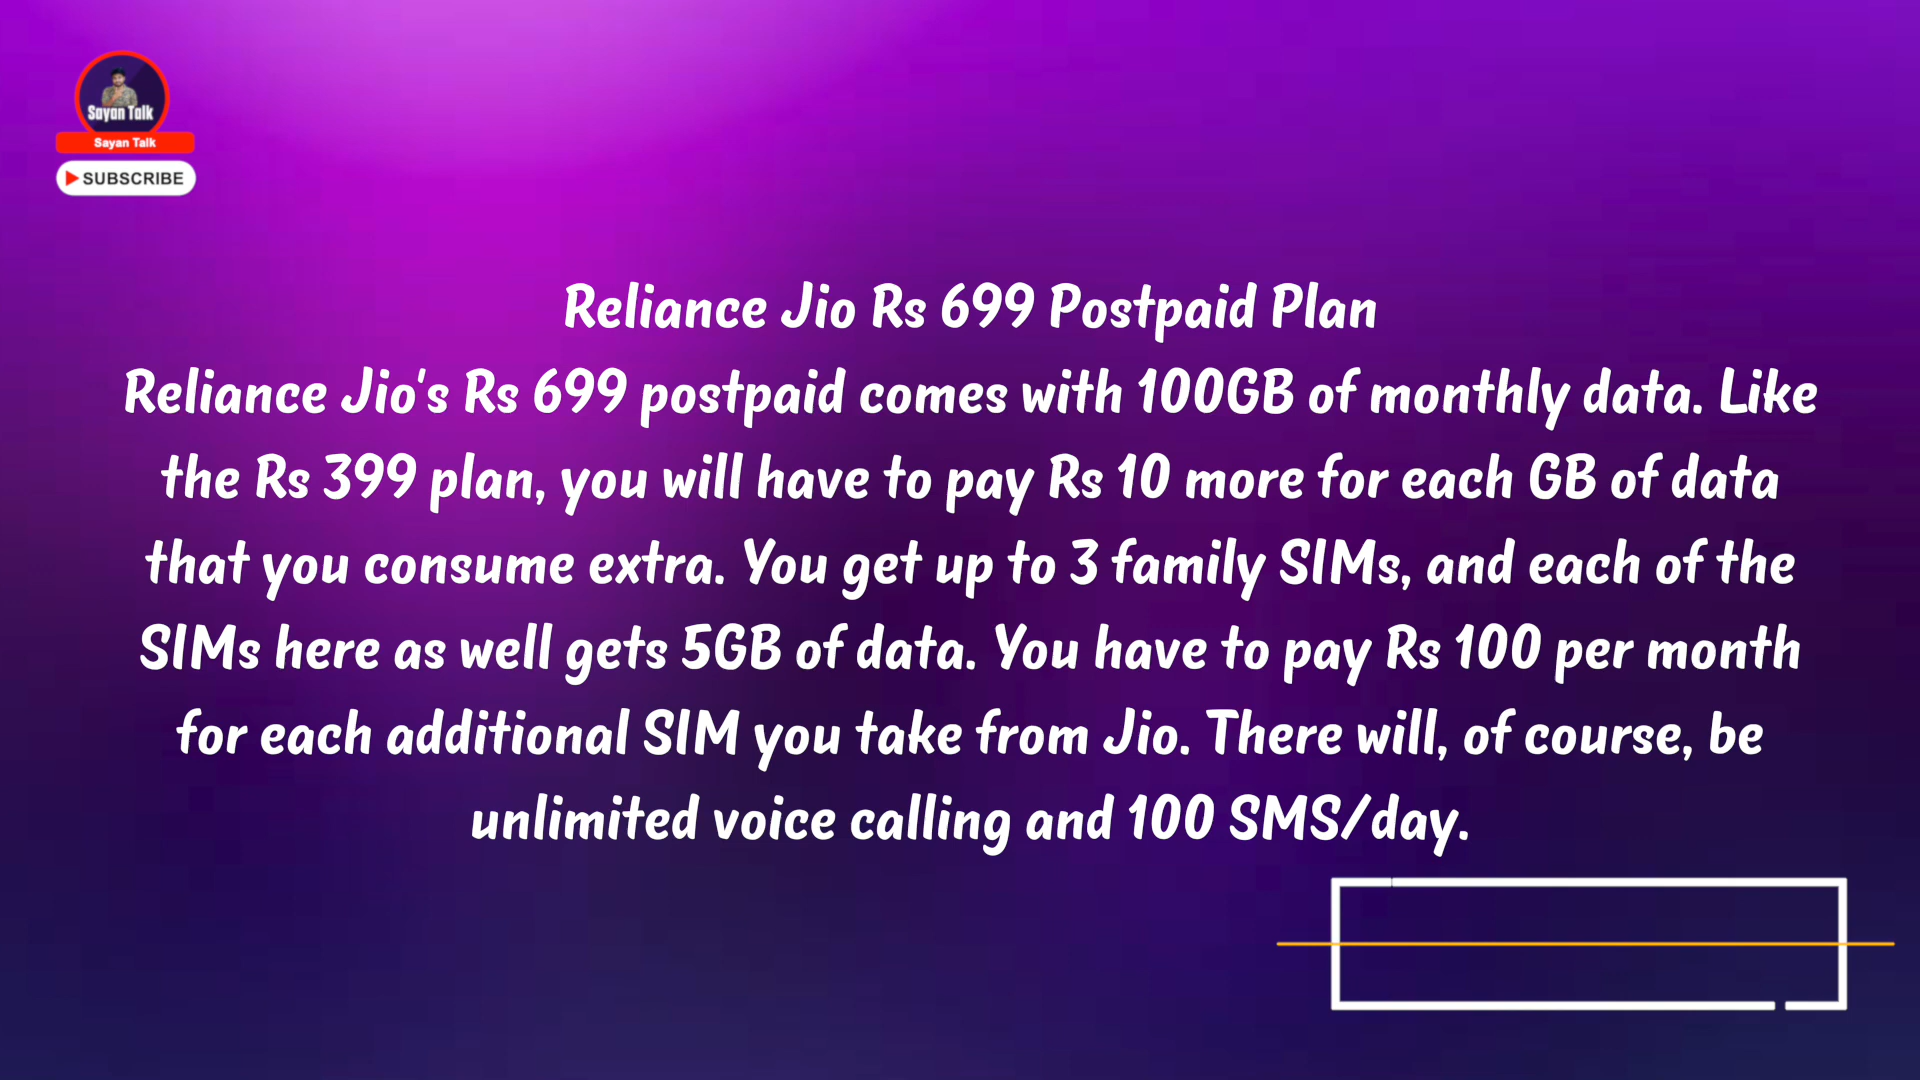 Sayan Talk
Sayan Talk
SUBSCRIBE
Reliance Jio Rs 699 Postpaid Plan
Reliance Jio's Rs 699 postpaid comes with 100GB of monthly data. Like
the Rs 399 plan, you will have to pay Rs 10 more for each GB of data
that you consume extra. You get up to 3 family SIMs, and each of the
SIMs here as well gets 5GB of data. You have to pay Rs 100 per month
for each additional SIM you take from Jio. There will, of course, be
unlimited voice calling and 100 SMS/day.